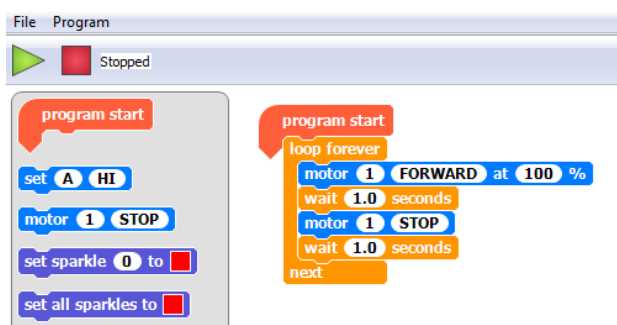 File Program
Stopped
program start
set A HI
motor 1 STOP
set sparkle 0 to
set all sparkles to
program start
loop forever
motor 1 FORWARD at 100 %
wait 1.0 seconds
motor 1 STOP
wait 1.0 seconds
next